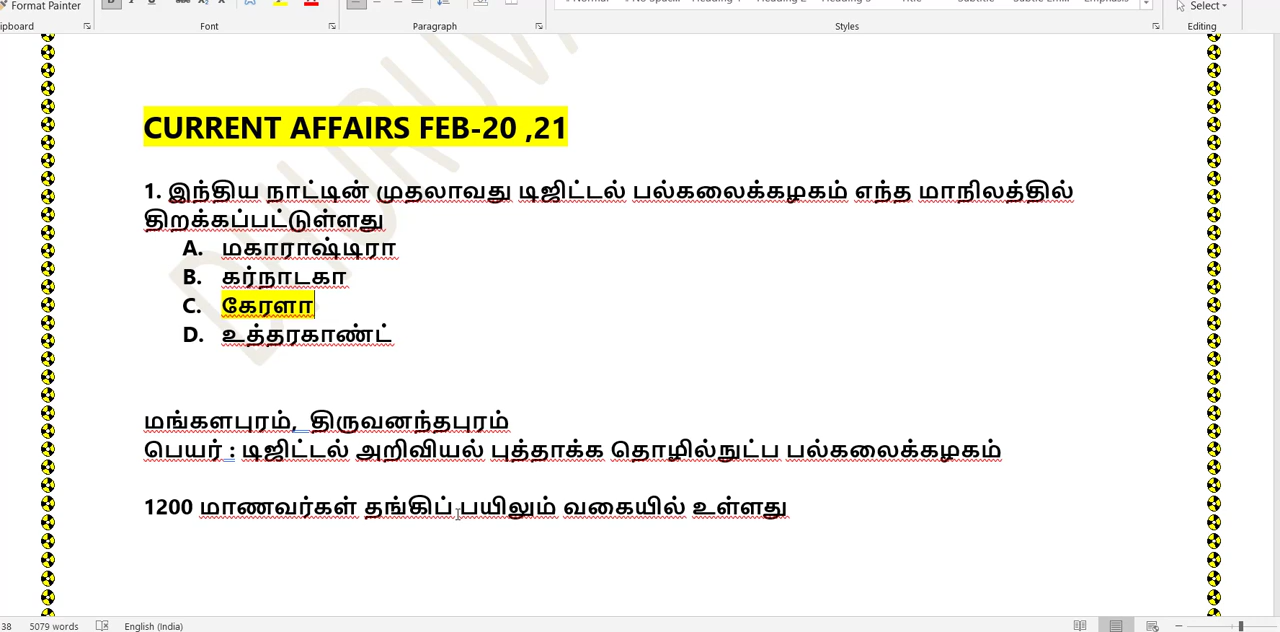 Format Painter
Select
ipboard
Font
Paragraph
Styles
Editing
CURRENT AFFAIRS FEB-20 ,21
1. இந்திய நாட்டின் முதலாவது டிஜிட்டல் பல்கலைக்கழகம் எந்த மாநிலத்தில்
திறக்கப்பட்டுள்ளது
A. மகாராஷ்டிரா
B. கர்நாடகா
C. கேரளா
D. உத்தரகாண்ட்
மங்களபுரம், திருவனந்தபுரம்
பெயர் : டிஜிட்டல் அறிவியல் புத்தாக்க தொழில்நுட்ப பல்கலைக்கழகம்
1200 மாணவர்கள் தங்கிப் பயிலும் வகையில் உள்ளது
38 5079 words English (India)